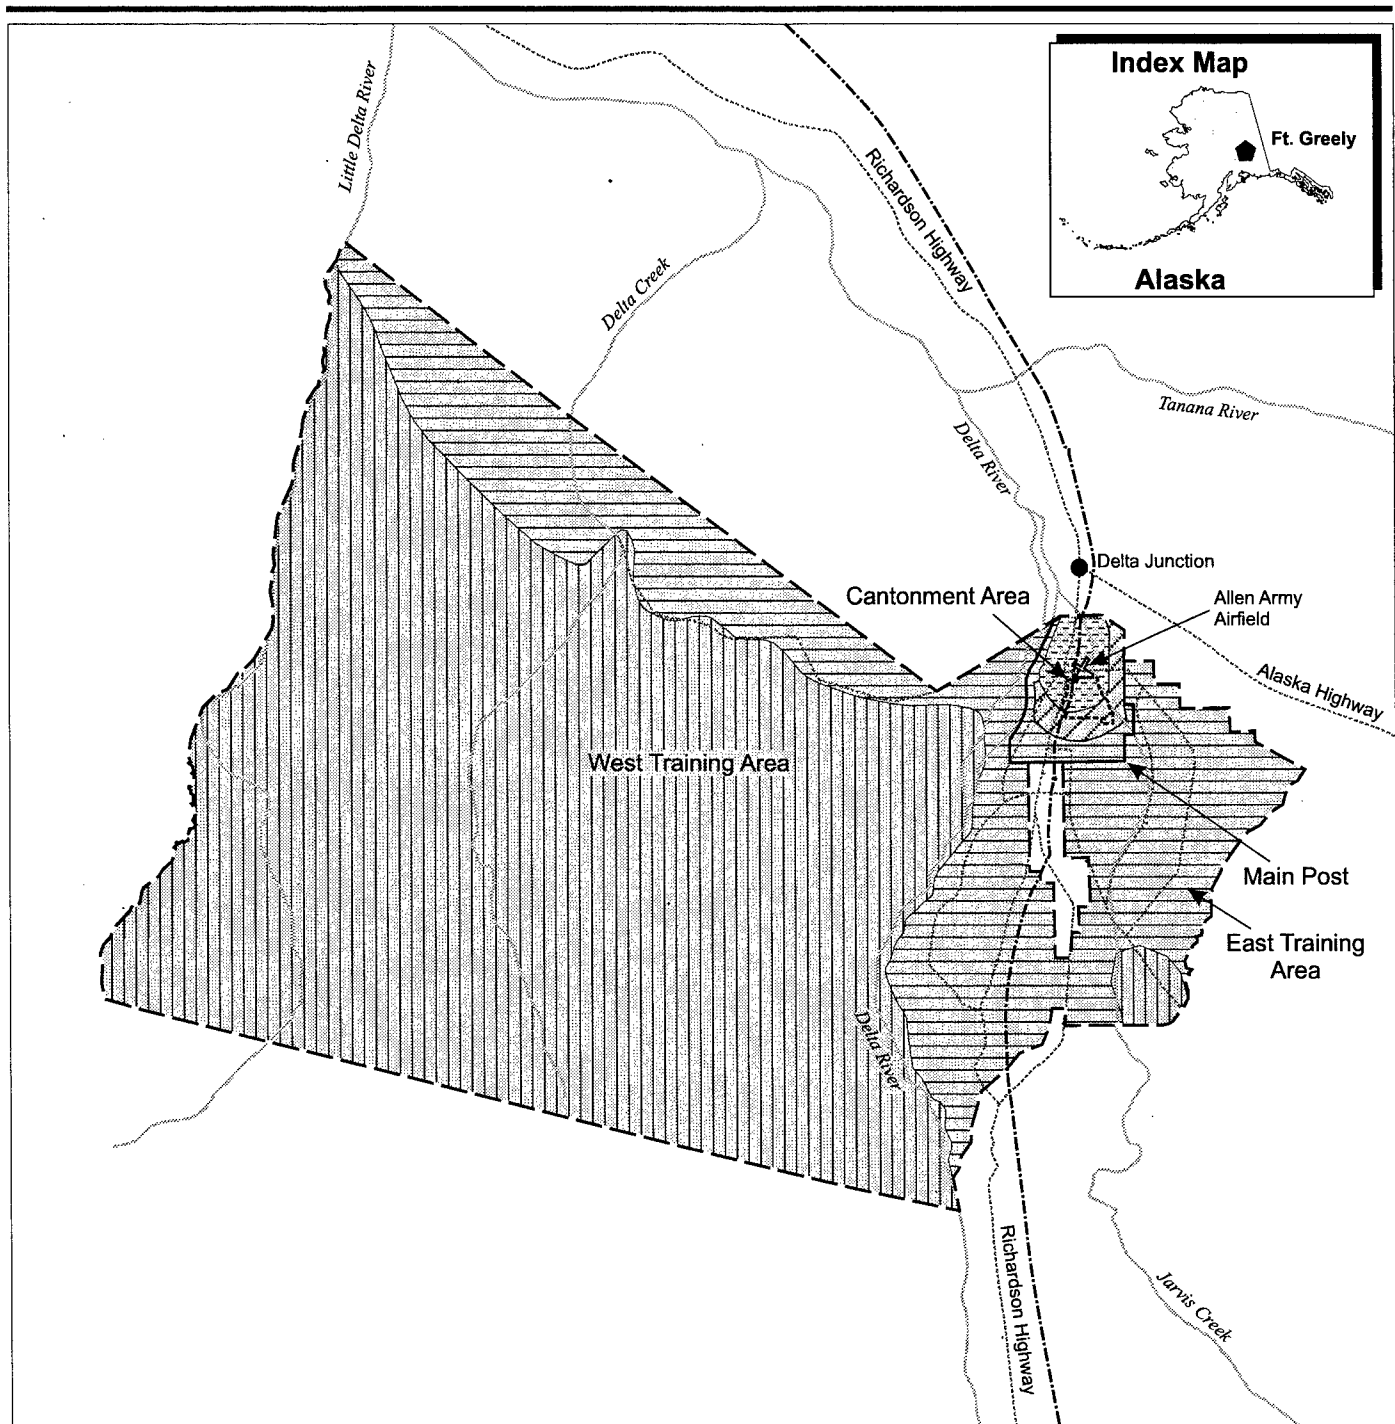 Index Map
Ft. Greely
Alaska
Little Delta River
Richardson Highway
Delta Creek
Tanana River
Delta River
Delta Junction
Cantonment Area
Allen Army
Airfield
Alaska Highway
West Training Area
Main Post
East Training
Area
Delta River
Richardson Highway
Jarvis Creek